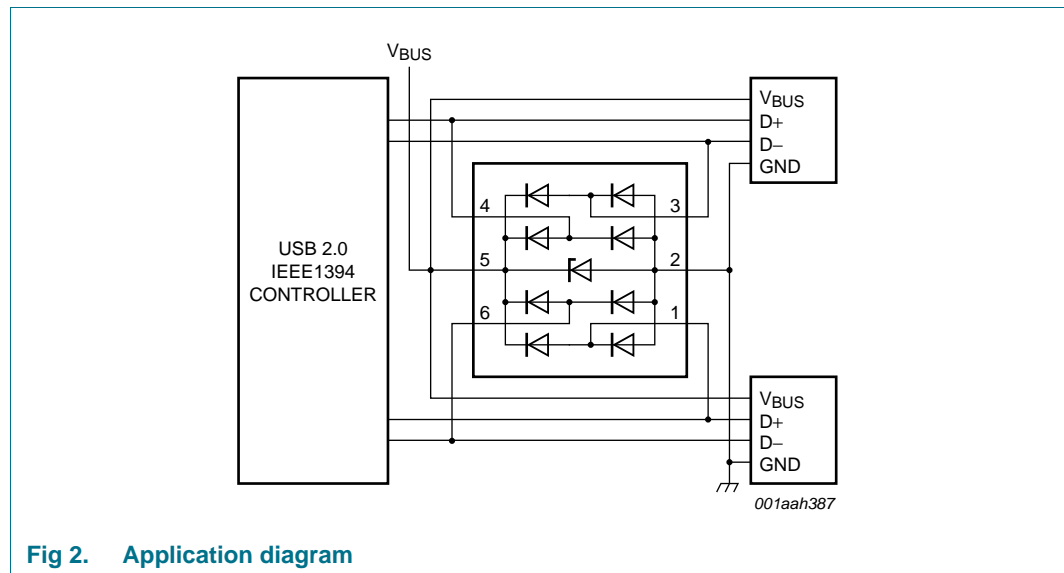 VBUS
USB 2.0
IEEE1394
CONTROLLER
4
5
6
3
2
1
VBUS
D+
D−
GND
VBUS
D+
D−
GND
001aah387
Fig 2. Application diagram